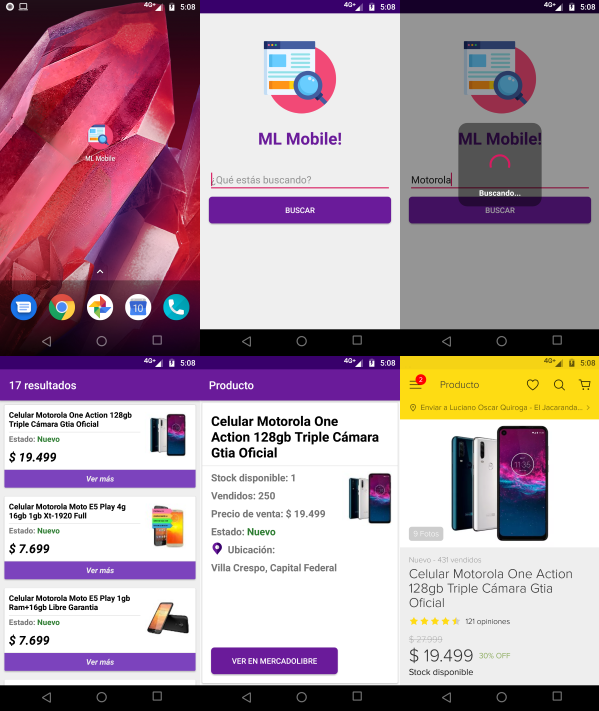 4G+ 5:08
ML Mobile
10
4G+ 5:08
ML Mobile!
¿Qué estás buscando?
BUSCAR
4G+ 5:08
ML Mobile!
Motorola
Buscando...
BUSCAR
4G+ 5:08
17 resultados
Celular Motorola One Action 128gb
Triple Cámara Gtia Oficial
Estado: Nuevo
$ 19.499
Ver más
Celular Motorola Moto E5 Play 4g
16gb 1gb Xt-1920 Full
Estado: Nuevo
$ 7.699
Ver más
Celular Motorola Moto E5 Play 1gb
Ram+16gb Libre Garantia
Estado: Nuevo
$ 7.699
Ver más
4G+ 5:08
Producto
Celular Motorola One
Action 128gb Triple Cámara
Gtia Oficial
Stock disponible: 1
Vendidos: 250
Precio de venta: $ 19.499
Estado: Nuevo
Ubicación:
Villa Crespo, Capital Federal
VER EN MERCADOLIBRE
4G+ 5:08
2
Producto
Enviar a Luciano Oscar Quiroga - El Jacaranda...
11:36
9 Fotos
Nuevo - 431 vendidos
Celular Motorola One Action
128gb Triple Cámara Gtia
Oficial
121 opiniones
$ 27.999
$ 19.499 30% OFF
Stock disponible